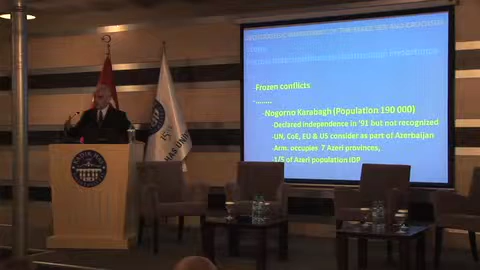 Frozen conflicts
-........
-Nogorno Karabagh (Population 190 000)
-Declared independence in '91 but not recognized
-UN, CoE, EU & US consider as part of Azerbaijan
-Arm. occupies 7 Azeri provinces,
-1/5 of Azeri population IDP